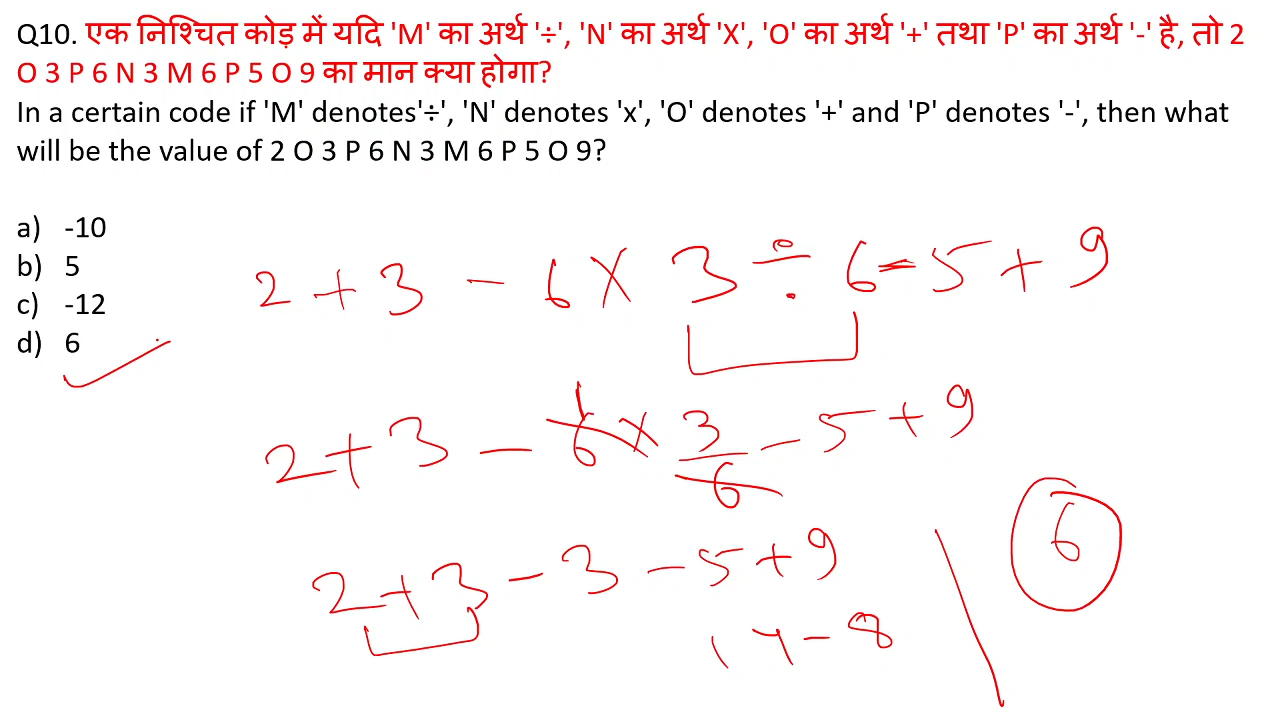 Q10. एक निश्चित कोड़ में यदि 'M' का अर्थ '÷', 'N' का अर्थ 'X', 'O' का अर्थ '+' तथा 'P' का अर्थ '-' है, तो 2
O 3 P 6 N 3 M 6 P 5 O 9 का मान क्या होगा?
In a certain code if 'M' denotes'÷', 'N' denotes 'x', 'O' denotes '+' and 'P' denotes '-', then what
will be the value of 2 O 3 P 6 N 3 M 6 P 5 O 9?
a) -10
b) 5
c) -12
d) 6
2 + 3 - 6 X 3 ÷ 6 - 5 + 9
2 + 3 - 6 x 3/6 - 5 + 9
2 + 3 - 3 - 5 + 9
14 - 8
6